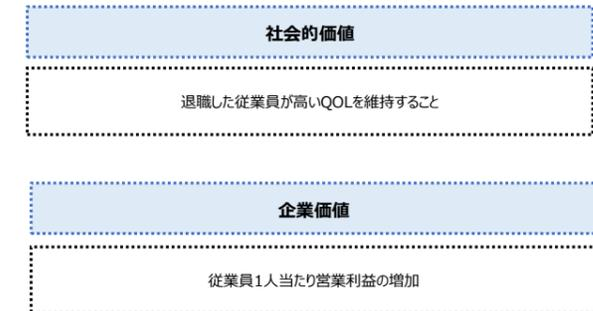 社会的価値
退職した従業員が高いQOLを維持すること
企業価値
従業員1人当たり営業利益の増加